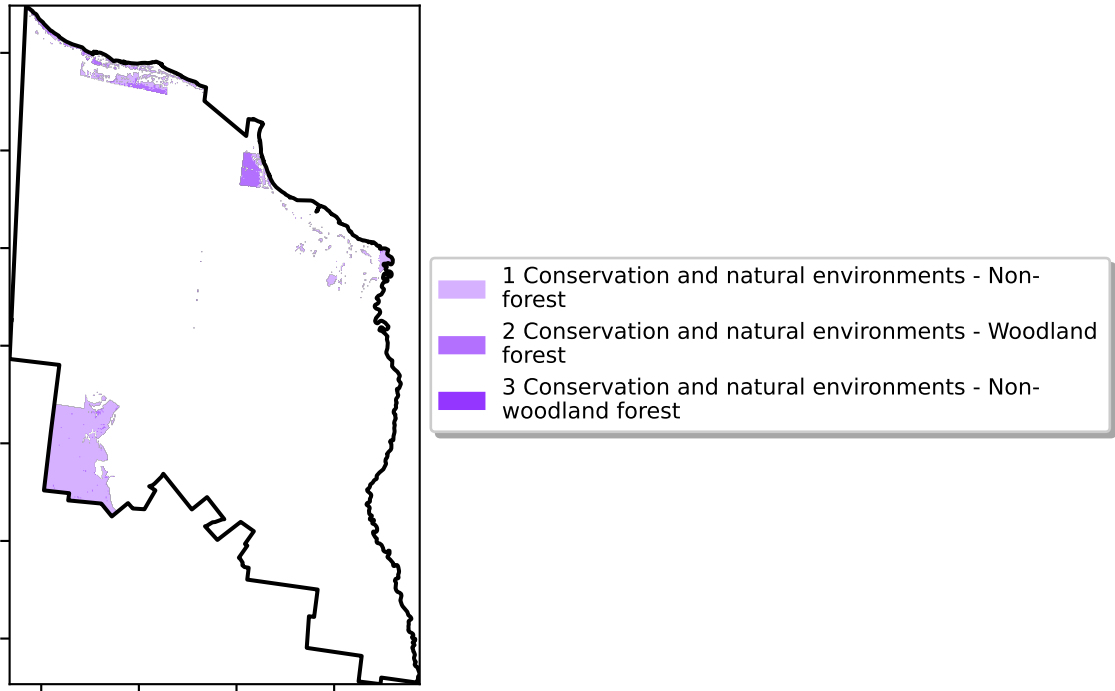 1 Conservation and natural environments - Non-
forest
2 Conservation and natural environments - Woodland
forest
3 Conservation and natural environments - Non-
woodland forest